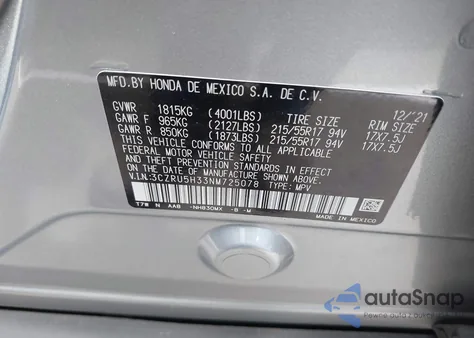 MFD.BY HONDA DE MEXICO S.A. DE C.V.
12/'21
GVWR 1815KG (4001LBS) TIRE SIZE RIM SIZE
GAWR F 965KG (2127LBS) 215/55R17 94V 17X7.5J
GAWR R 850KG (1873LBS) 215/55R17 94V 17X7.5J
THIS VEHICLE CONFORMS TO ALL APPLICABLE
FEDERAL MOTOR VEHICLE SAFETY AND
THEFT PREVENTION STANDARDS IN EFFECT
ON THE DATE OF MANUFACTURE SHOWN ABOVE.
V.I.N:3CZRU5H33NM725078 TYPE: MPV
T7W N AAB -NH830MX -B -M
MADE IN MEXICO
autoSnap